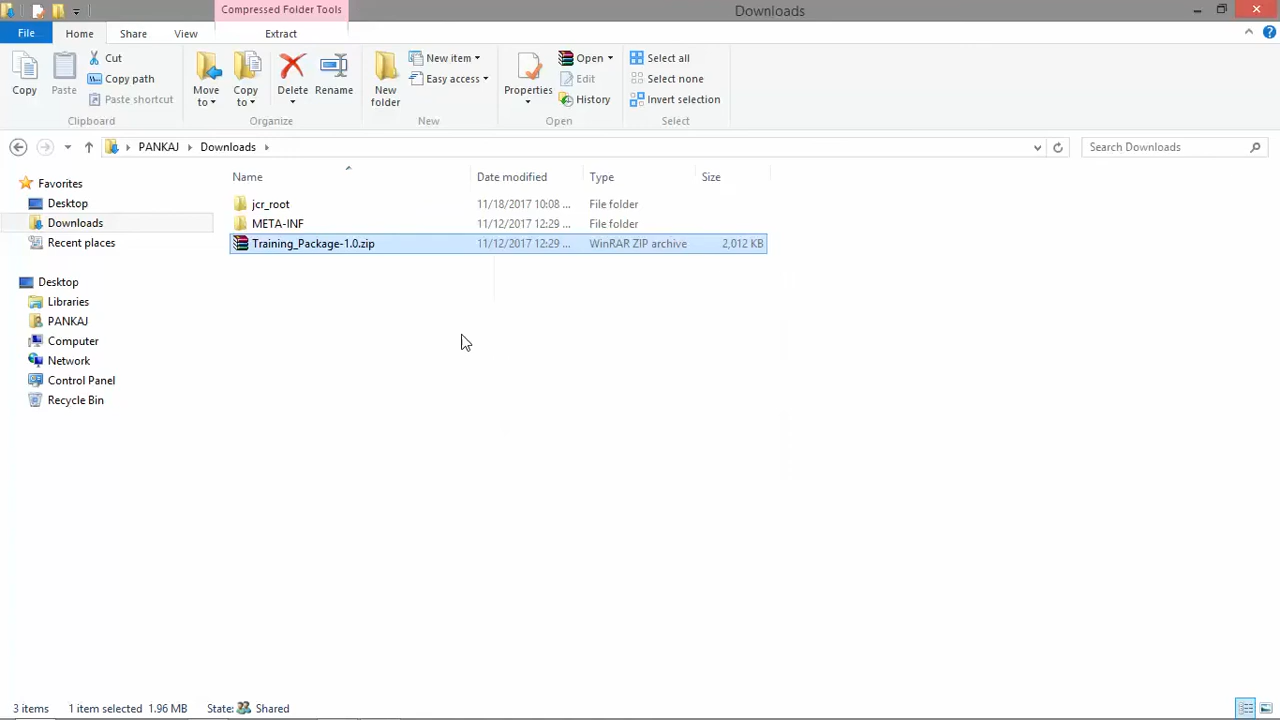 Compressed Folder Tools
Downloads
File
Home
Share
View
Extract
Copy
Paste
Cut
Copy path
Paste shortcut
Clipboard
Move to
Copy to
Delete
Rename
Organize
New folder
New item
Easy access
New
Properties
Open
Edit
History
Open
Select all
Select none
Invert selection
Select
PANKAJ
Downloads
Search Downloads
Favorites
Desktop
Downloads
Recent places
Desktop
Libraries
PANKAJ
Computer
Network
Control Panel
Recycle Bin
Name Date modified Type Size
jcr_root 11/18/2017 10:08 ... File folder
META-INF 11/12/2017 12:29 ... File folder
Training_Package-1.0.zip 11/12/2017 12:29 ... WinRAR ZIP archive 2,012 KB
3 items 1 item selected 1.96 MB State: Shared